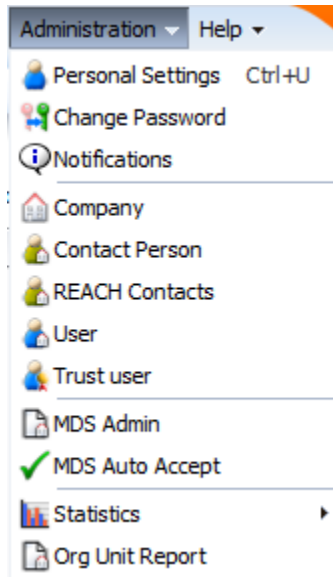 Administration Help
Personal Settings Ctrl+U
Change Password
Notifications
Company
Contact Person
REACH Contacts
User
Trust user
MDS Admin
MDS Auto Accept
Statistics
Org Unit Report